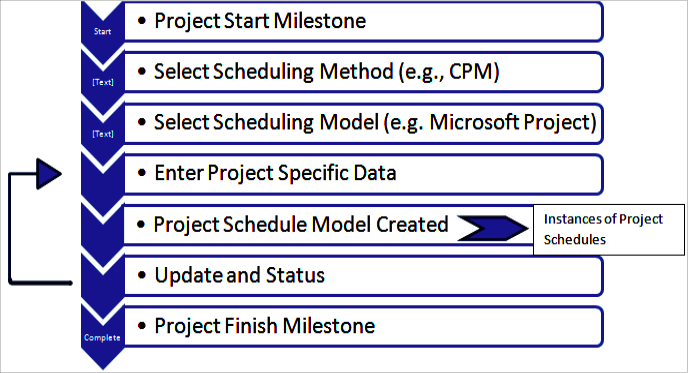 Start
• Project Start Milestone
[Text]
• Select Scheduling Method (e.g., CPM)
[Text]
• Select Scheduling Model (e.g. Microsoft Project)
• Enter Project Specific Data
• Project Schedule Model Created
Instances of Project
Schedules
• Update and Status
Complete
• Project Finish Milestone